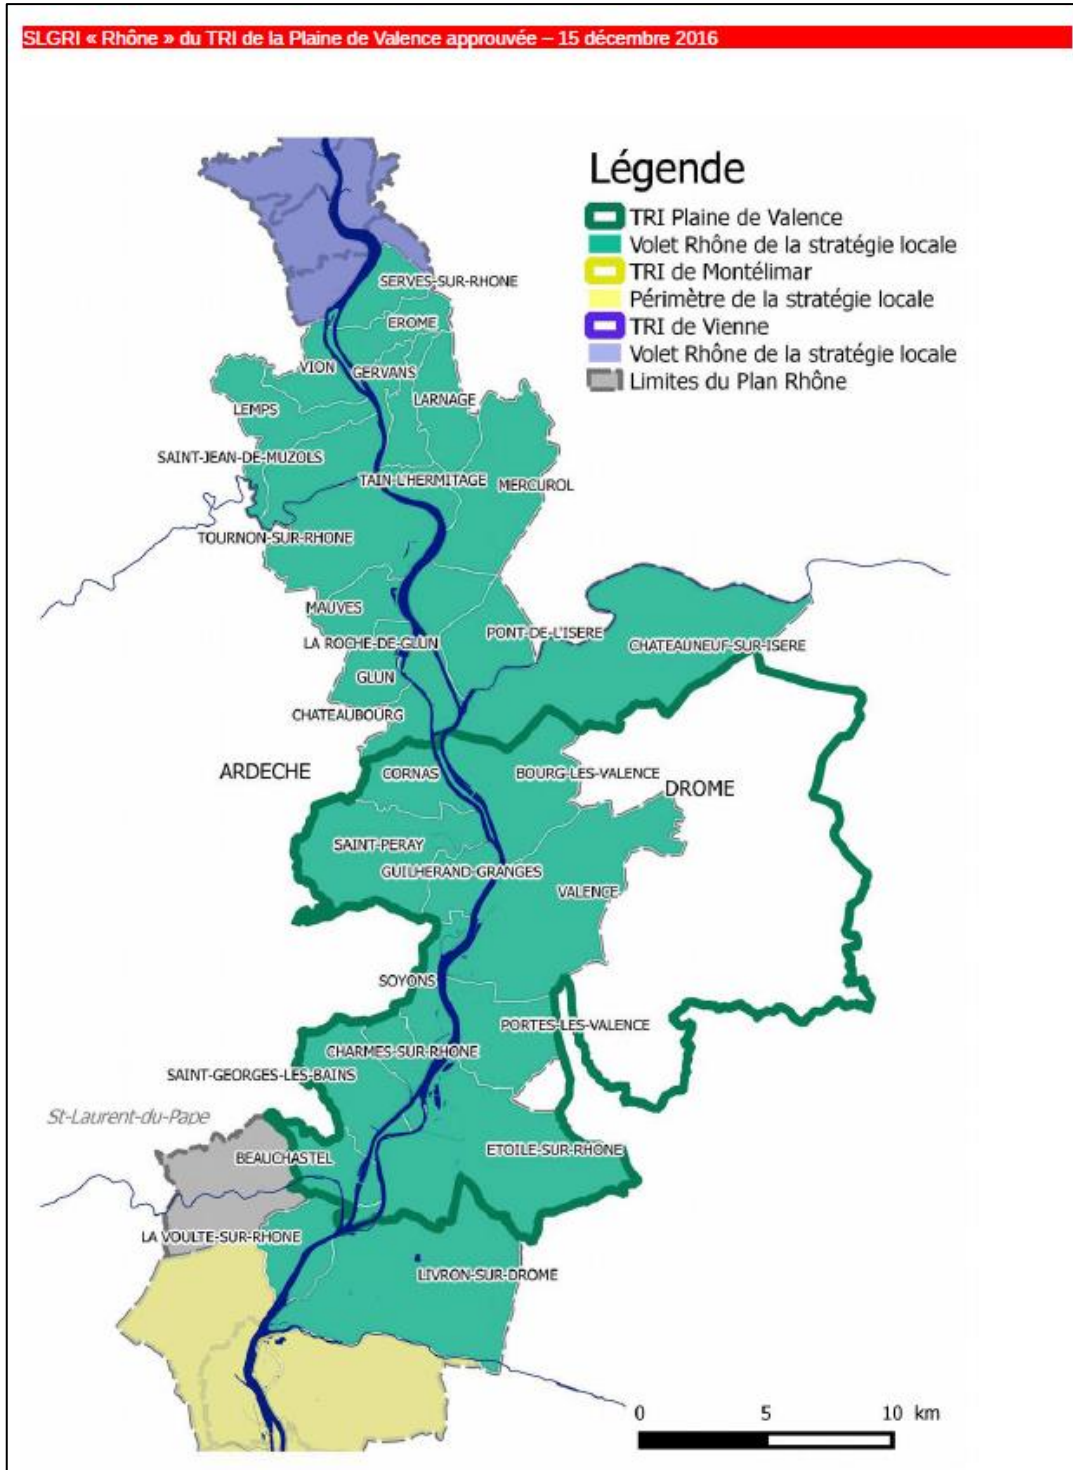 SLGRI « Rhône » du TRI de la Plaine de Valence approuvée – 15 décembre 2016
Légende
TRI Plaine de Valence
Volet Rhône de la stratégie locale
TRI de Montélimar
Périmètre de la stratégie locale
TRI de Vienne
Volet Rhône de la stratégie locale
Limites du Plan Rhône
SERVES-SUR-RHONE
EROME
VION
GERVANS
LARNAGE
LEMPS
SAINT-JEAN-DE-MUZOLS
TAIN-L'HERMITAGE
MERCUROL
TOURNON-SUR-RHONE
MAUVES
LA ROCHE-DE-GLUN
PONT-DE-L'ISERE
CHATEAUNEUF-SUR-ISERE
GLUN
CHATEAUBOURG
ARDECHE
CORNAS
BOURG-LES-VALENCE
DROME
SAINT-PERAY
GUILHERAND-GRANGES
VALENCE
SOYONS
PORTES-LES-VALENCE
CHARMES-SUR-RHONE
SAINT-GEORGES-LES-BAINS
St-Laurent-du-Pape
BEAUCHASTEL
ETOILE-SUR-RHONE
LA VOULTE-SUR-RHONE
LIVRON-SUR-DROME
0 5 10 km